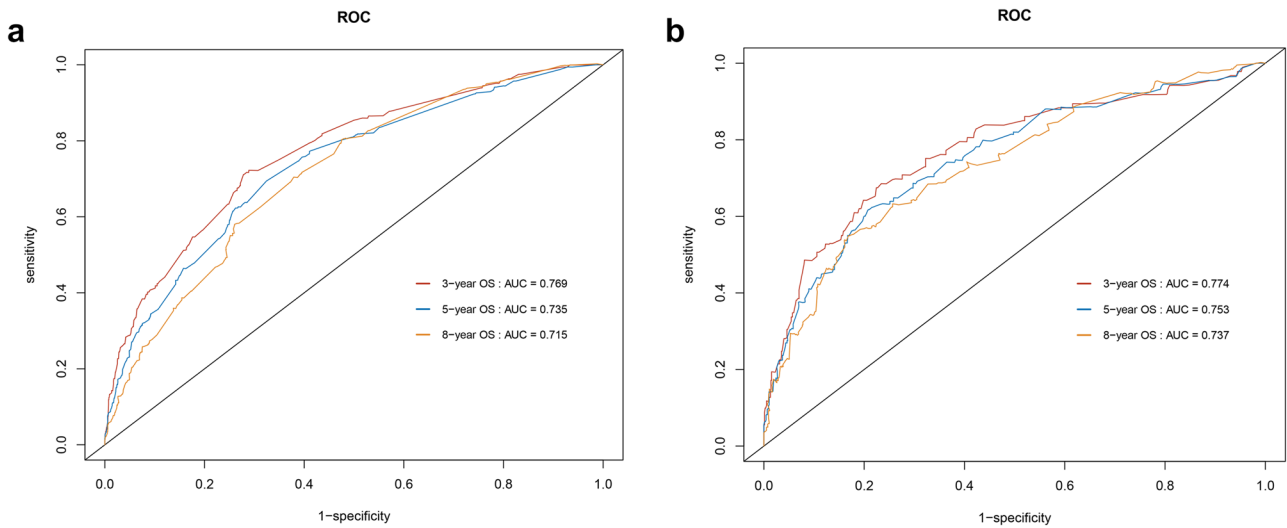 a
ROC
sensitivity
0.0
0.2
0.4
0.6
0.8
1.0
3−year OS : AUC = 0.769
5−year OS : AUC = 0.735
8−year OS : AUC = 0.715
0.0 0.2 0.4 0.6 0.8 1.0
1−specificity
b
ROC
sensitivity
0.0
0.2
0.4
0.6
0.8
1.0
3−year OS : AUC = 0.774
5−year OS : AUC = 0.753
8−year OS : AUC = 0.737
0.0 0.2 0.4 0.6 0.8 1.0
1−specificity